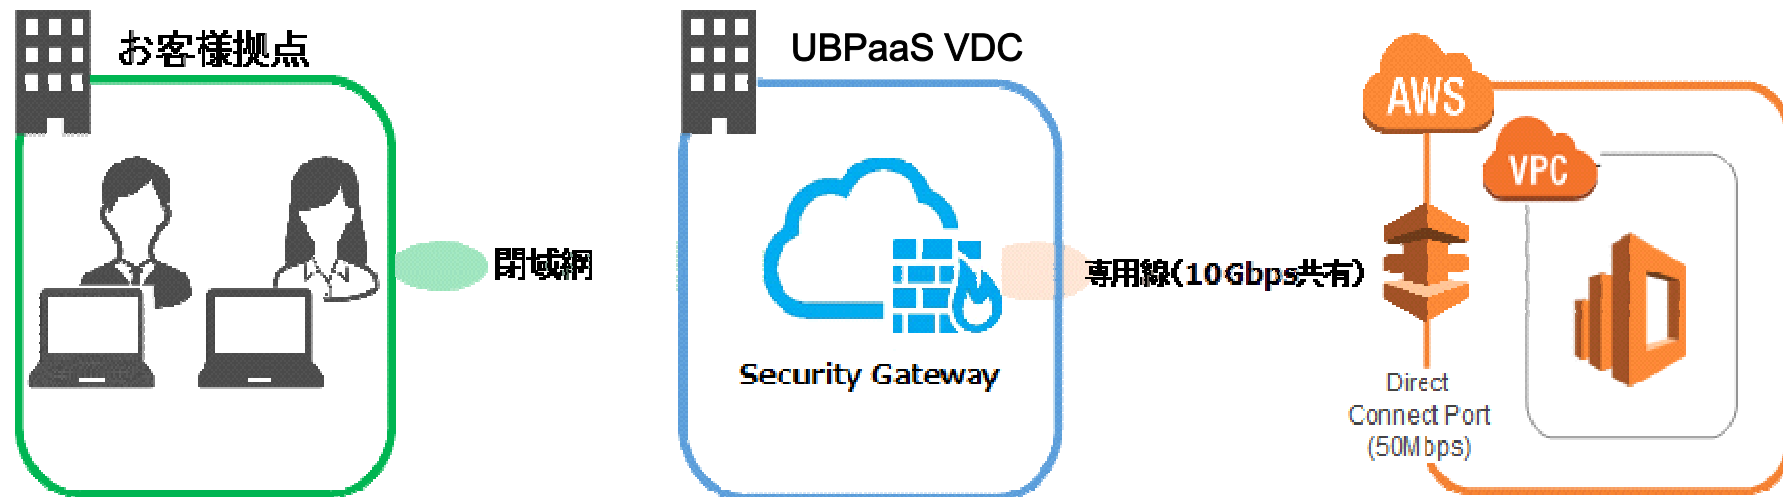 お客様拠点
閉域網
UBPaaS VDC
Security Gateway
専用線(10Gbps共有)
AWS
VPC
Direct
Connect Port
(50Mbps)